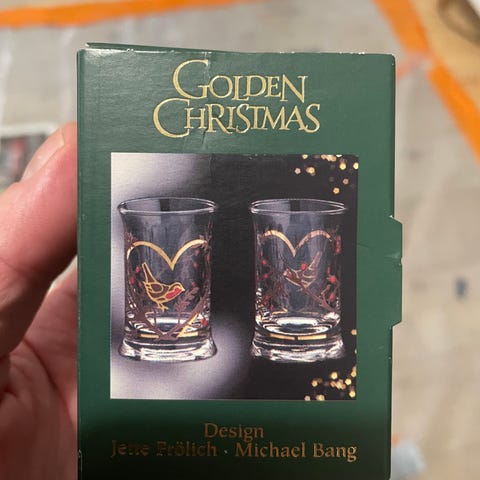 GOLDEN
CHRISTMAS
Design
Jette Frölich · Michael Bang